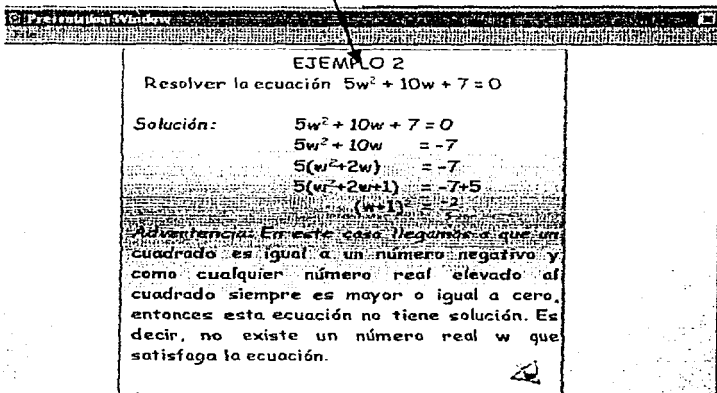 Presentation Window
EJEMPLO 2
Resolver la ecuación 5w² + 10w + 7 = 0
Solución: 5w² + 10w + 7 = 0
5w² + 10w = -7
5(w²+2w) = -7
5(w²+2w+1) = -7+5
(w+1)² = -2/5
Advertencia: En este caso llegamos a que un
cuadrado es igual a un número negativo y
como cualquier número real elevado al
cuadrado siempre es mayor o igual a cero,
entonces esta ecuación no tiene solución. Es
decir, no existe un número real w que
satisfaga la ecuación.